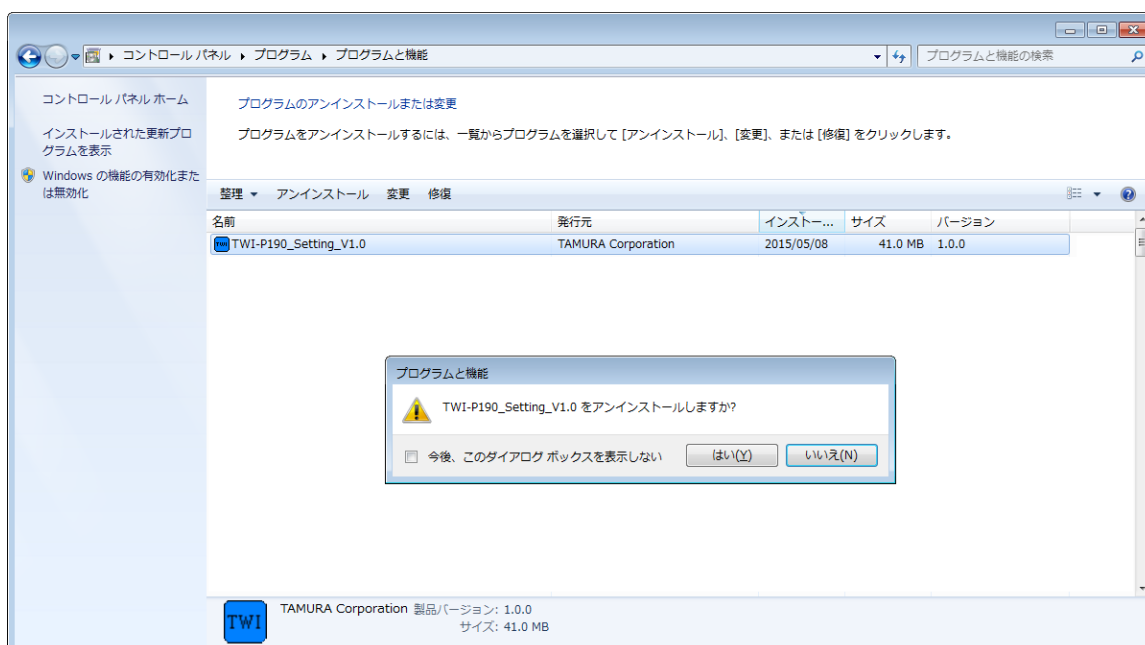 コントロール パネル ▸ プログラム ▸ プログラムと機能
プログラムと機能の検索
コントロール パネル ホーム
インストールされた更新プロ
グラムを表示
Windows の機能の有効化また
は無効化
プログラムのアンインストールまたは変更
プログラムをアンインストールするには、一覧からプログラムを選択して [アンインストール]、[変更]、または [修復] をクリックします。
整理 アンインストール 変更 修復
名前 発行元 インストー... サイズ バージョン
TWI TWI-P190_Setting_V1.0 TAMURA Corporation 2015/05/08 41.0 MB 1.0.0
プログラムと機能
TWI-P190_Setting_V1.0 をアンインストールしますか?
今後、このダイアログ ボックスを表示しない はい(Y) いいえ(N)
TWI
TAMURA Corporation 製品バージョン: 1.0.0
サイズ: 41.0 MB